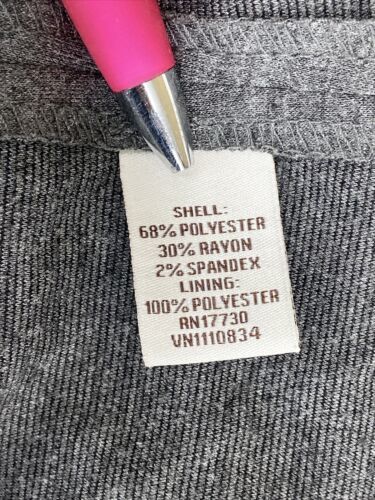 SHELL:
68% POLYESTER
30% RAYON
2% SPANDEX
LINING:
100% POLYESTER
RN17730
VN1110834